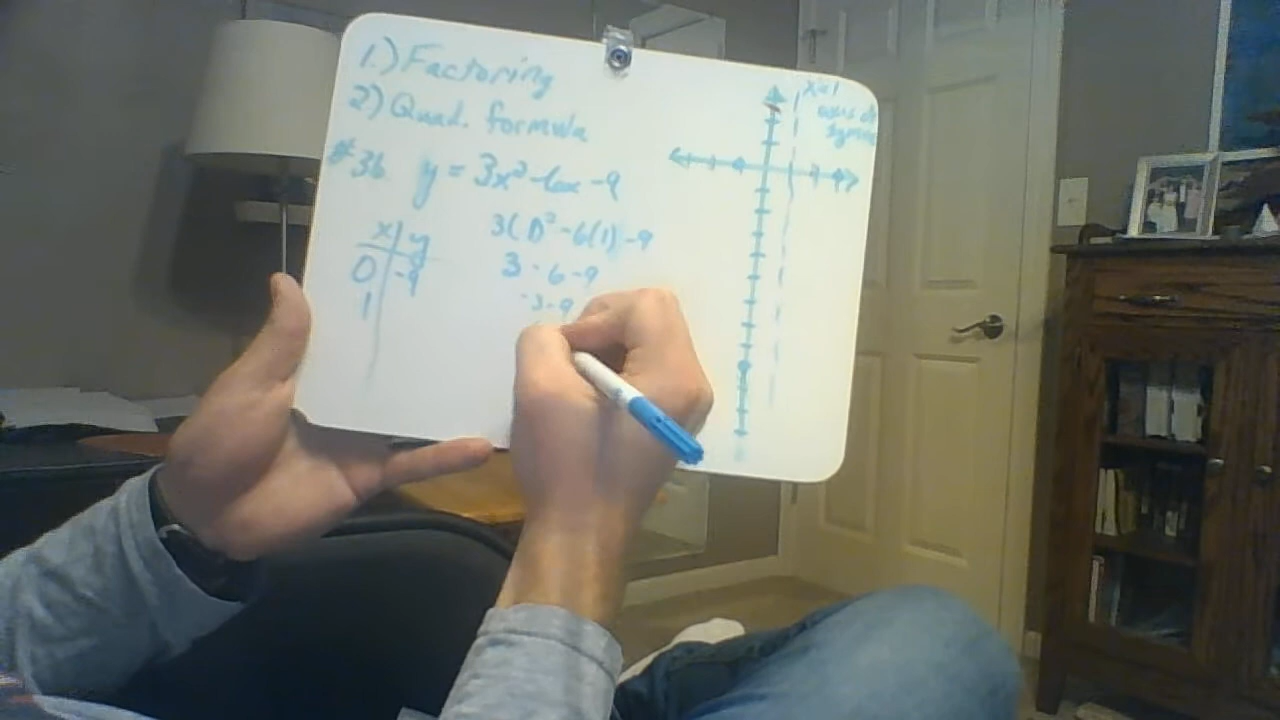 1.) Factoring
2) Quad. formula
#36 y = 3x² - 6x - 9
x | y
0 | -9
1
3(1)² - 6(1) - 9
3 - 6 - 9
-3 - 9
x=1
axis of